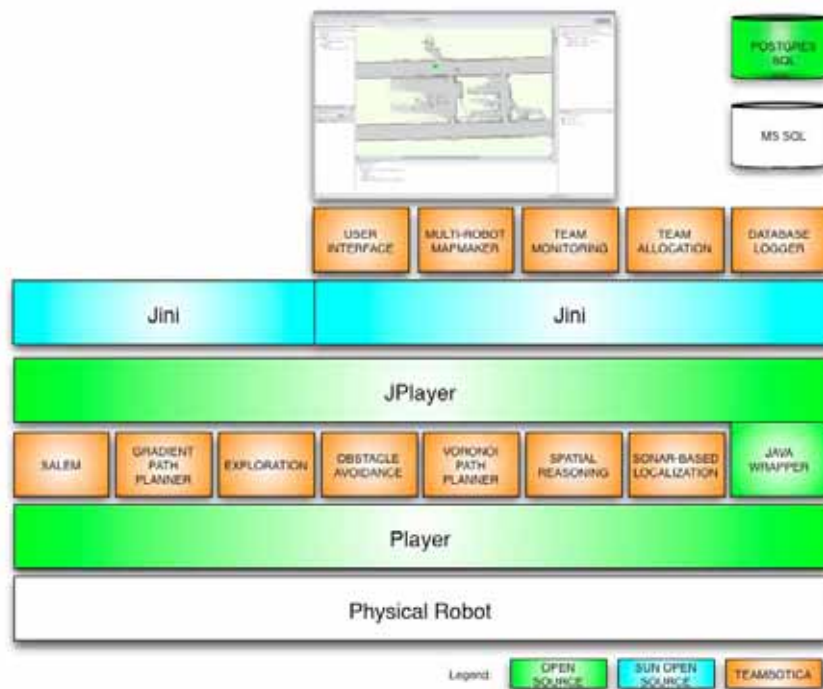 POSTGRES
SQL
MS SQL
USER
INTERFACE
MULTI-ROBOT
MAPMAKER
TEAM
MONITORING
TEAM
ALLOCATION
DATABASE
LOGGER
Jini
Jini
JPlayer
SALEM
GRADIENT
PATH
PLANNER
EXPLORATION
OBSTACLE
AVOIDANCE
VORONOI
PATH
PLANNER
SPATIAL
REASONING
SONAR-BASED
LOCALIZATION
JAVA
WRAPPER
Player
Physical Robot
Legend:
OPEN
SOURCE
SUN OPEN
SOURCE
TEAMBOTICA